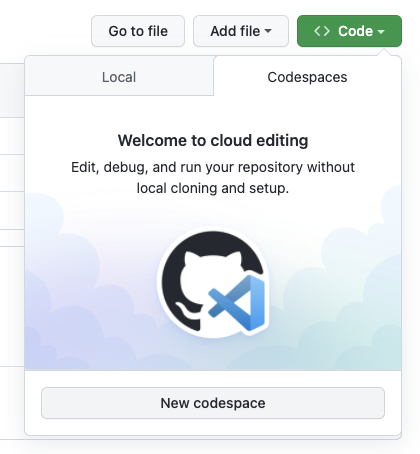 Go to file
Add file
Code
Local
Codespaces
Welcome to cloud editing
Edit, debug, and run your repository without
local cloning and setup.
New codespace